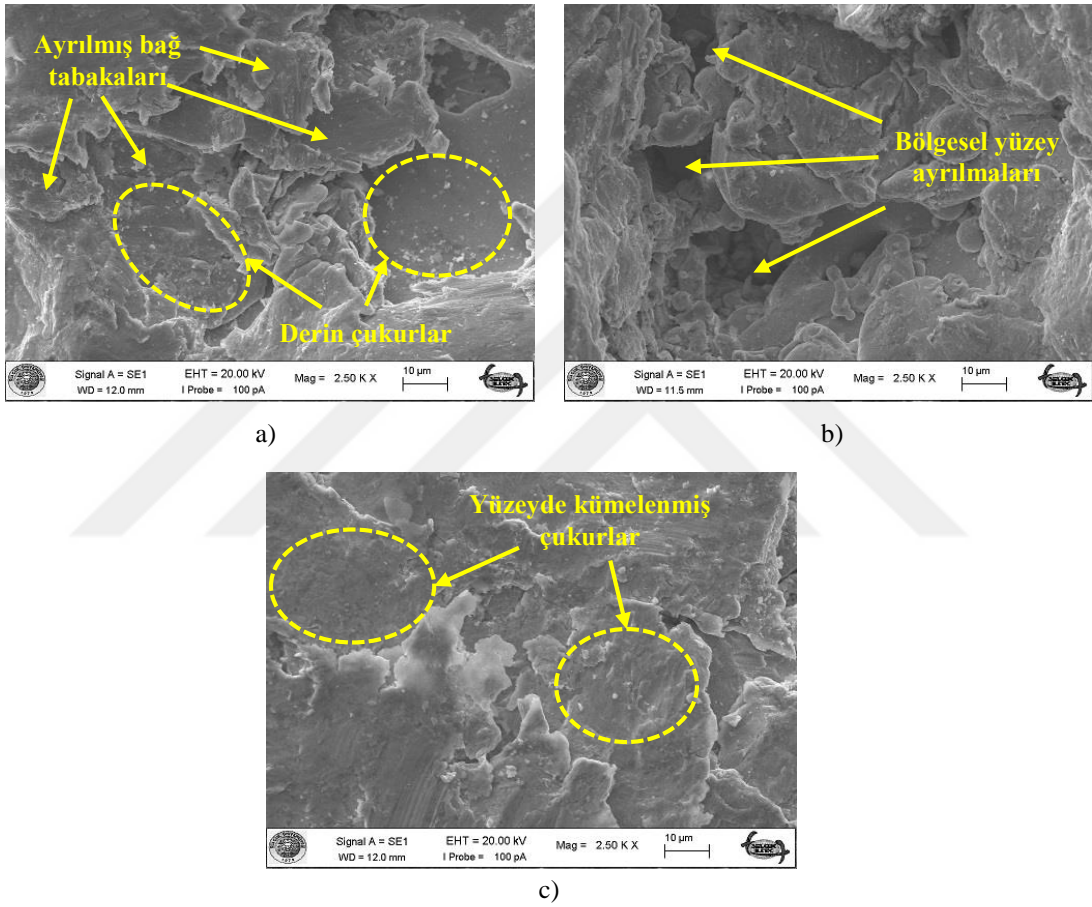 Ayrılmış bağ
tabakaları
Derin çukurlar
Signal A = SE1 EHT = 20.00 kV Mag = 2.50 K X 10 µm
WD = 12.0 mm I Probe = 100 pA
a)
Bölgesel yüzey
ayrılmaları
Signal A = SE1 EHT = 20.00 kV Mag = 2.50 K X 10 µm
WD = 11.5 mm I Probe = 100 pA
b)
Yüzeyde kümelenmiş
çukurlar
Signal A = SE1 EHT = 20.00 kV Mag = 2.50 K X 10 µm
WD = 12.0 mm I Probe = 100 pA
c)